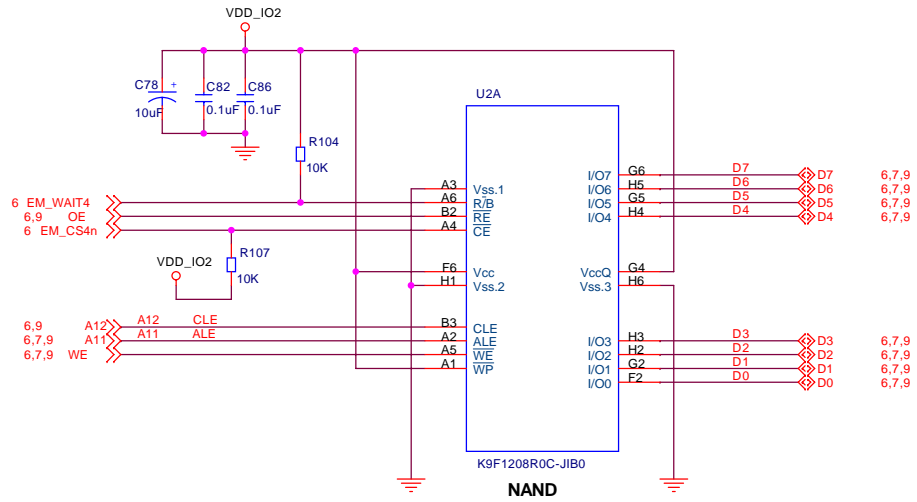 VDD_IO2
C78 + C82 C86
10uF 0.1uF 0.1uF
U2A
R104
10K
6 EM_WAIT4
6,9 OE
6 EM_CS4n
A3 Vss.1
A6 R/B
B2 RE
A4 CE
VDD_IO2
R107
10K
F6 Vcc
H1 Vss.2
6,9 A12 A12 CLE B3 CLE
6,7,9 A11 A11 ALE A2 ALE
6,7,9 WE A5 WE
A1 WP
I/O7 G6 D7 D7 6,7,9
I/O6 H5 D6 D6 6,7,9
I/O5 G5 D5 D5 6,7,9
I/O4 H4 D4 D4 6,7,9
VccQ G4
Vss.3 H6
I/O3 H3 D3 D3 6,7,9
I/O2 H2 D2 D2 6,7,9
I/O1 G2 D1 D1 6,7,9
I/O0 F2 D0 D0 6,7,9
K9F1208R0C-JIB0
NAND